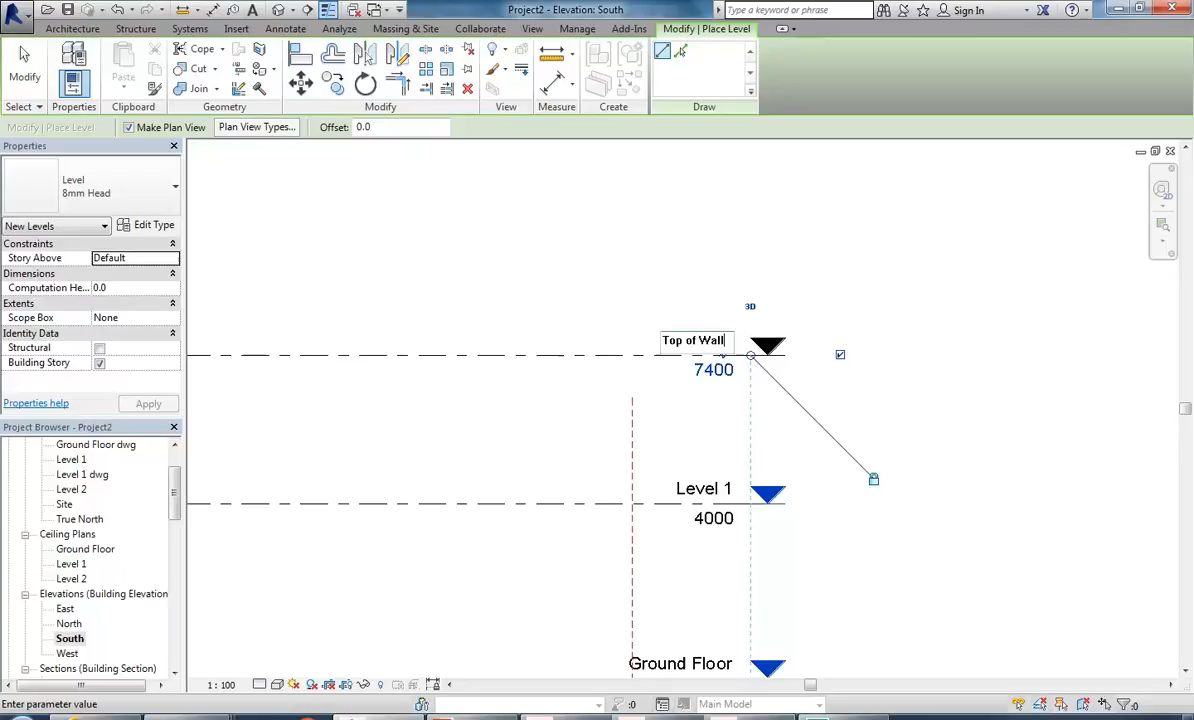 Project2 - Elevation: South
Type a keyword or phrase
Sign In
Architecture
Structure
Systems
Insert
Annotate
Analyze
Massing & Site
Collaborate
View
Manage
Add-Ins
Modify | Place Level
Modify
Paste
Cope
Cut
Join
Select
Properties
Clipboard
Geometry
Modify
View
Measure
Create
Draw
Modify | Place Level
Make Plan View
Plan View Types...
Offset: 0.0
Properties
Level
8mm Head
New Levels
Edit Type
Constraints
Story Above Default
Dimensions
Computation He... 0.0
Extents
Scope Box None
Identity Data
Structural
Building Story
Properties help
Apply
Project Browser - Project2
Ground Floor dwg
Level 1
Level 1 dwg
Level 2
Site
True North
Ceiling Plans
Ground Floor
Level 1
Level 2
Elevations (Building Elevation
East
North
South
West
Sections (Building Section)
3D
Top of Wall
7400
Level 1
4000
Ground Floor
1 : 100
Enter parameter value
:0
Main Model
:0